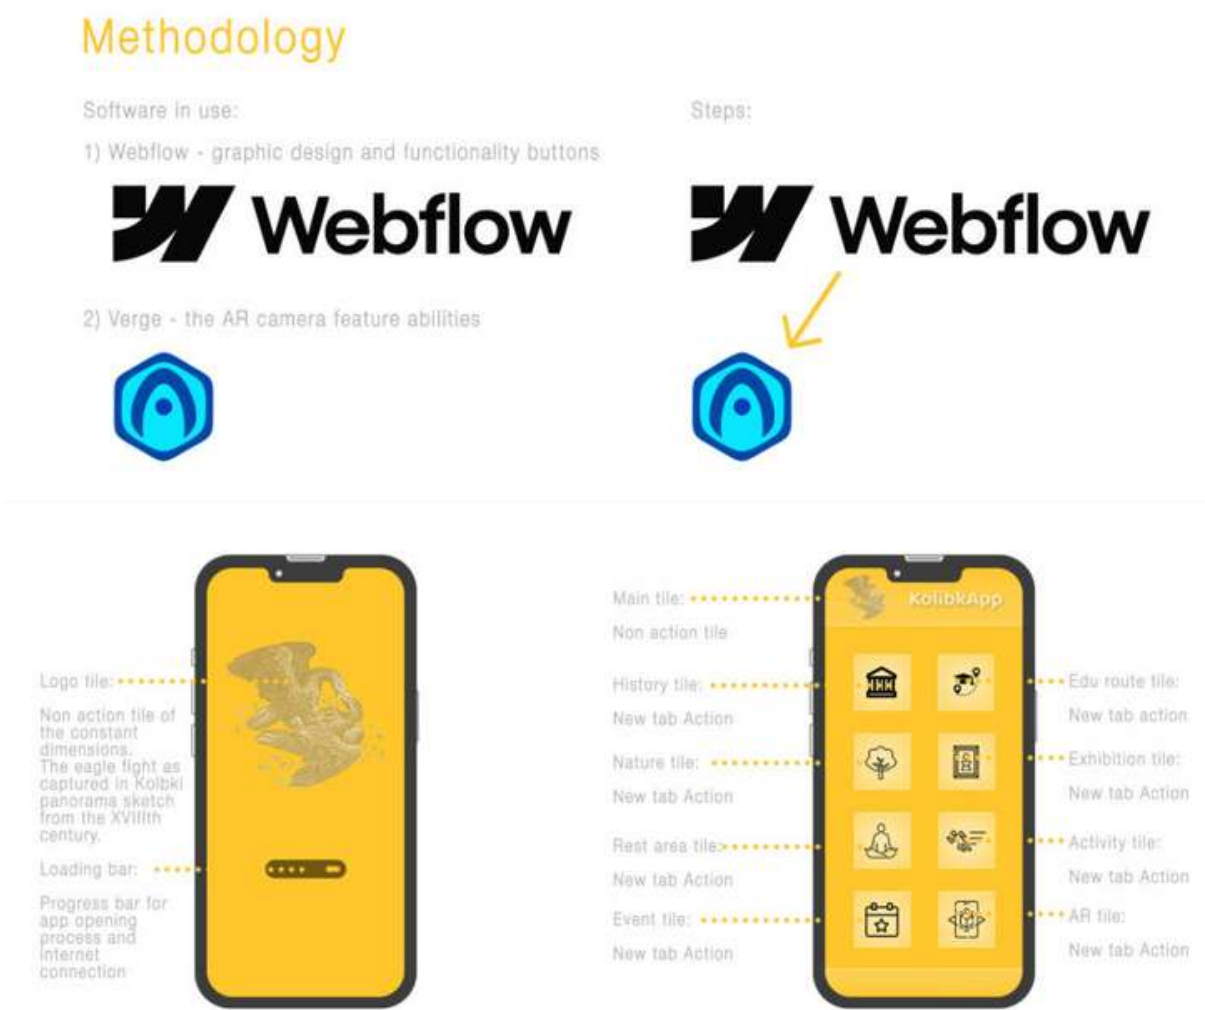 Methodology
Software in use:
1) Webflow - graphic design and functionality buttons
Webflow
2) Verge - the AR camera feature abilities
Steps:
Webflow
Logo tile:
Non action tile of
the constant
dimensions.
The eagle fight as
captured in Kolbki
panorama sketch
from the XVIIIth
century.
Loading bar:
Progress bar for
app opening
process and
internet
connection
KolibkApp
Main tile:
Non action tile
History tile:
New tab Action
Nature tile:
New tab Action
Rest area tile:
New tab Action
Event tile:
New tab Action
Edu route tile:
New tab action
Exhibition tile:
New tab Action
Activity tile:
New tab Action
AR tile:
New tab Action